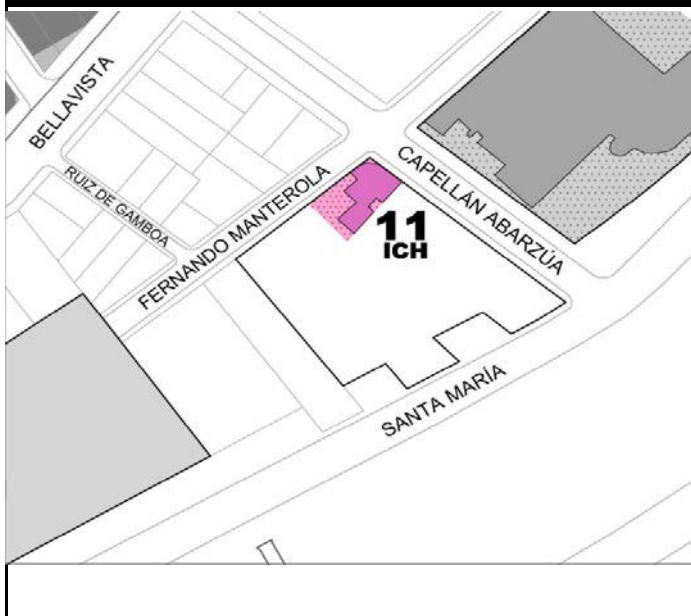 BELLAVISTA
RUIZ DE GAMBOA
FERNANDO MANTEROLA
CAPELLÁN ABARZÚA
11
ICH
SANTA MARÍA